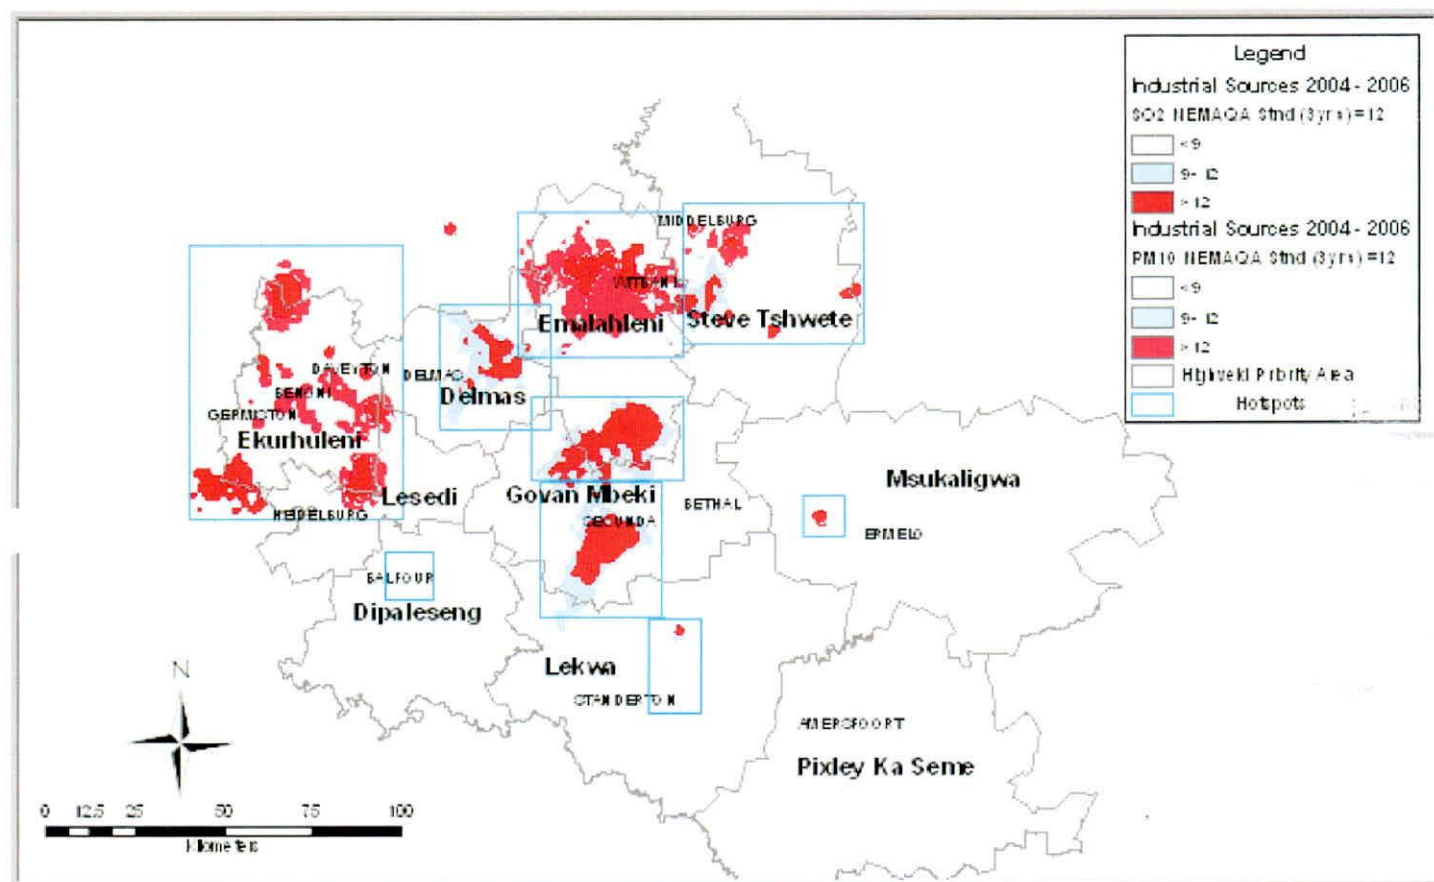 Legend
Industrial Sources 2004 - 2006
SO2 NEMAQA Stnd (3yrs)=12
<9
9- 12
>12
Industrial Sources 2004 - 2006
PM10 NEMAQA Stnd (3yrs)=12
<9
9- 12
>12
Highveld Priority Area
Hotspots
MIDDELBURG
WITBANK
Emalahleni
Steve Tshwete
DAVEYTON
DELMAS
BENONI
Delmas
GERMISTON
Ekurhuleni
Msukaligwa
Lesedi
Govan Mbeki
BETHAL
HEIDELBURG
SECUNDA
ERMELO
BALFOUR
Dipaleseng
Lekwa
STANDERTON
AMERSFOORT
Pixley Ka Seme
N
0 12.5 25 50 75 100
Kilometers